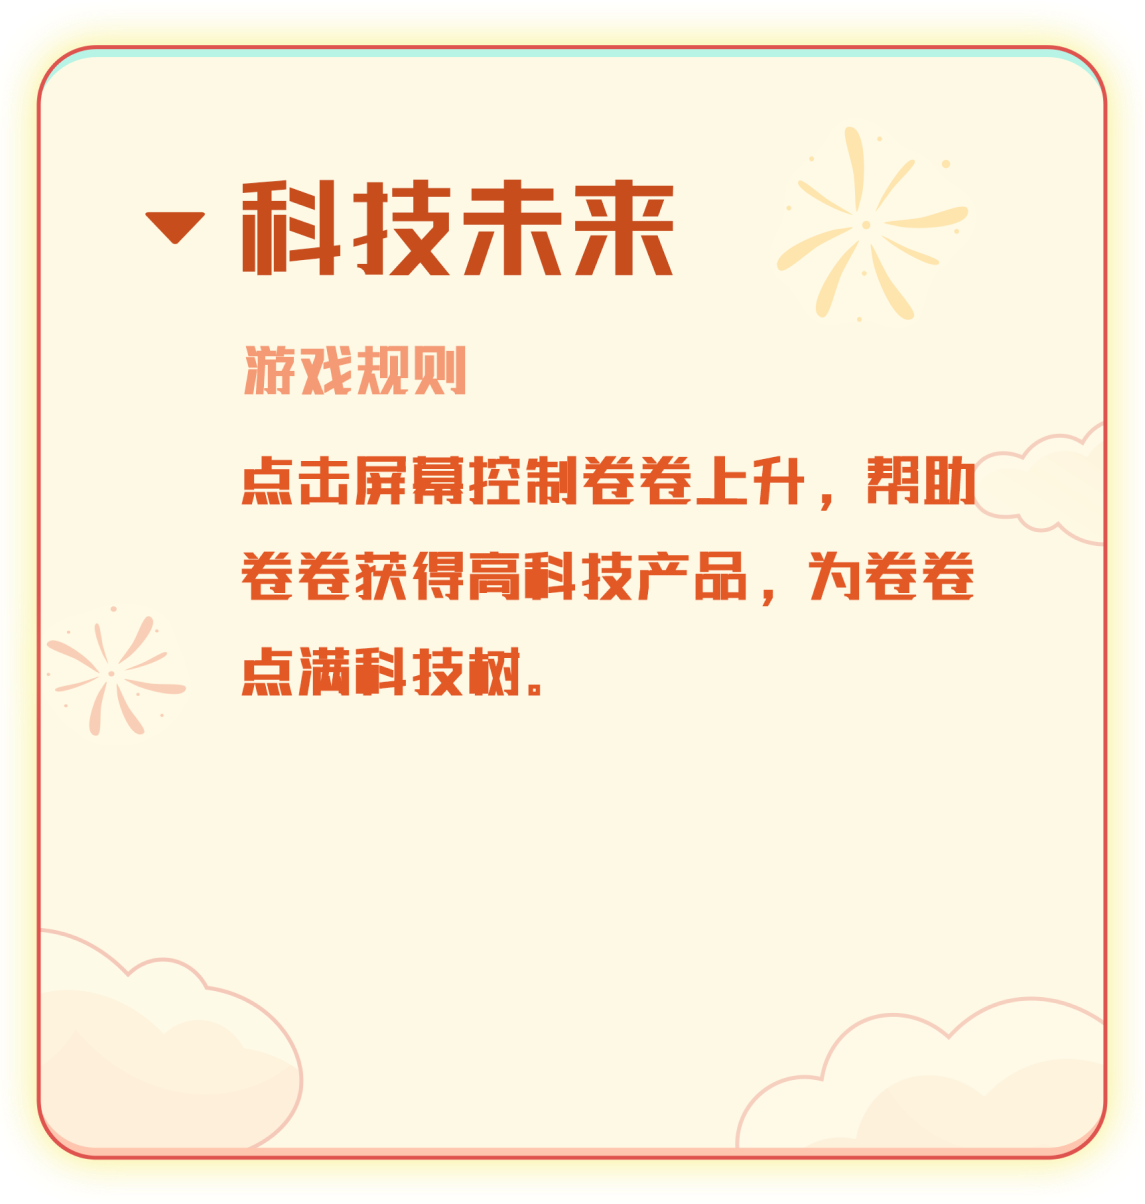 科技未来
游戏规则
点击屏幕控制卷卷上升，帮助
卷卷获得高科技产品，为卷卷
点满科技树。